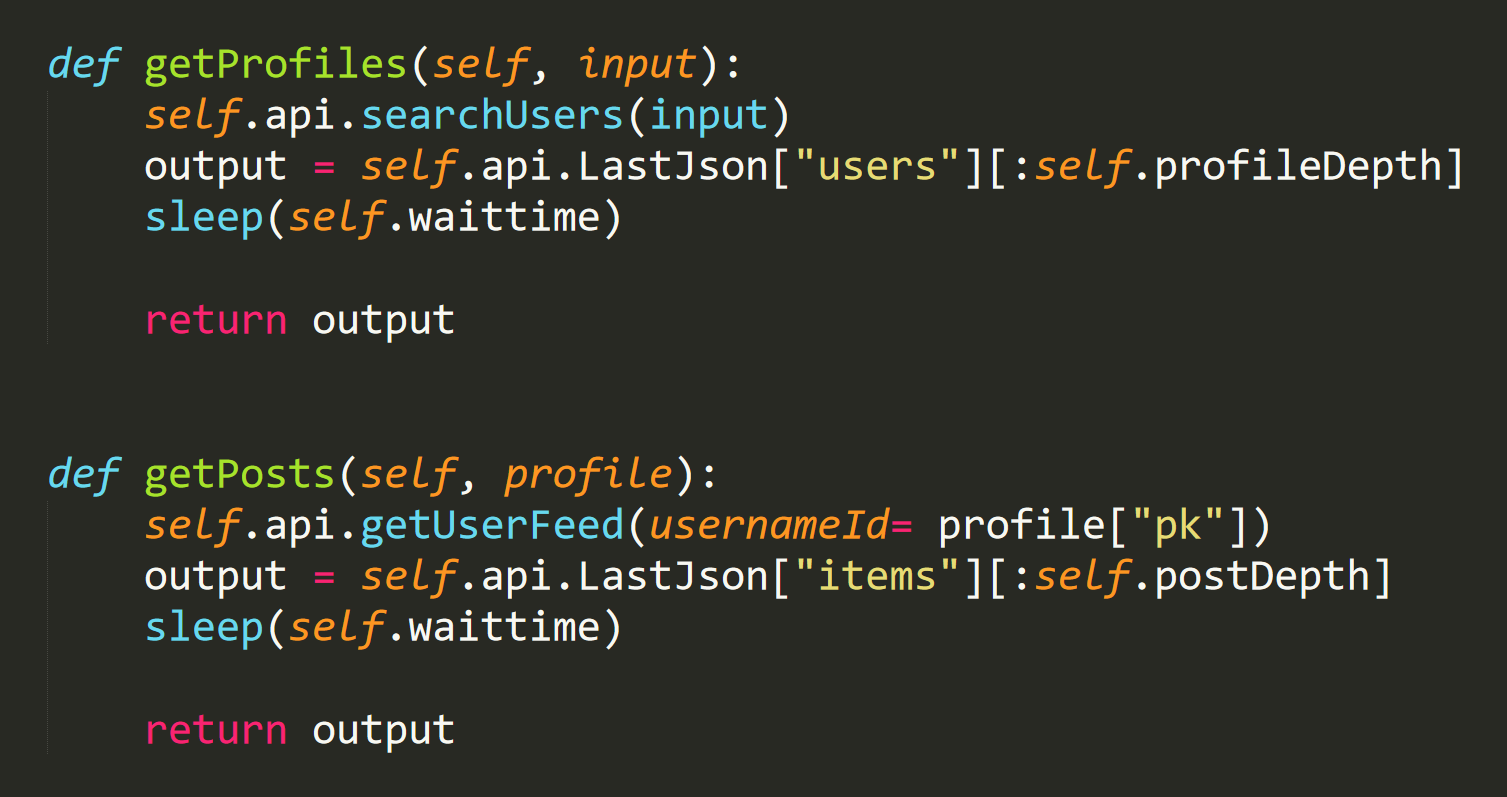 def getProfiles(self, input):
    self.api.searchUsers(input)
    output = self.api.LastJson["users"][:self.profileDepth]
    sleep(self.waittime)

    return output


def getPosts(self, profile):
    self.api.getUserFeed(usernameId= profile["pk"])
    output = self.api.LastJson["items"][:self.postDepth]
    sleep(self.waittime)

    return output